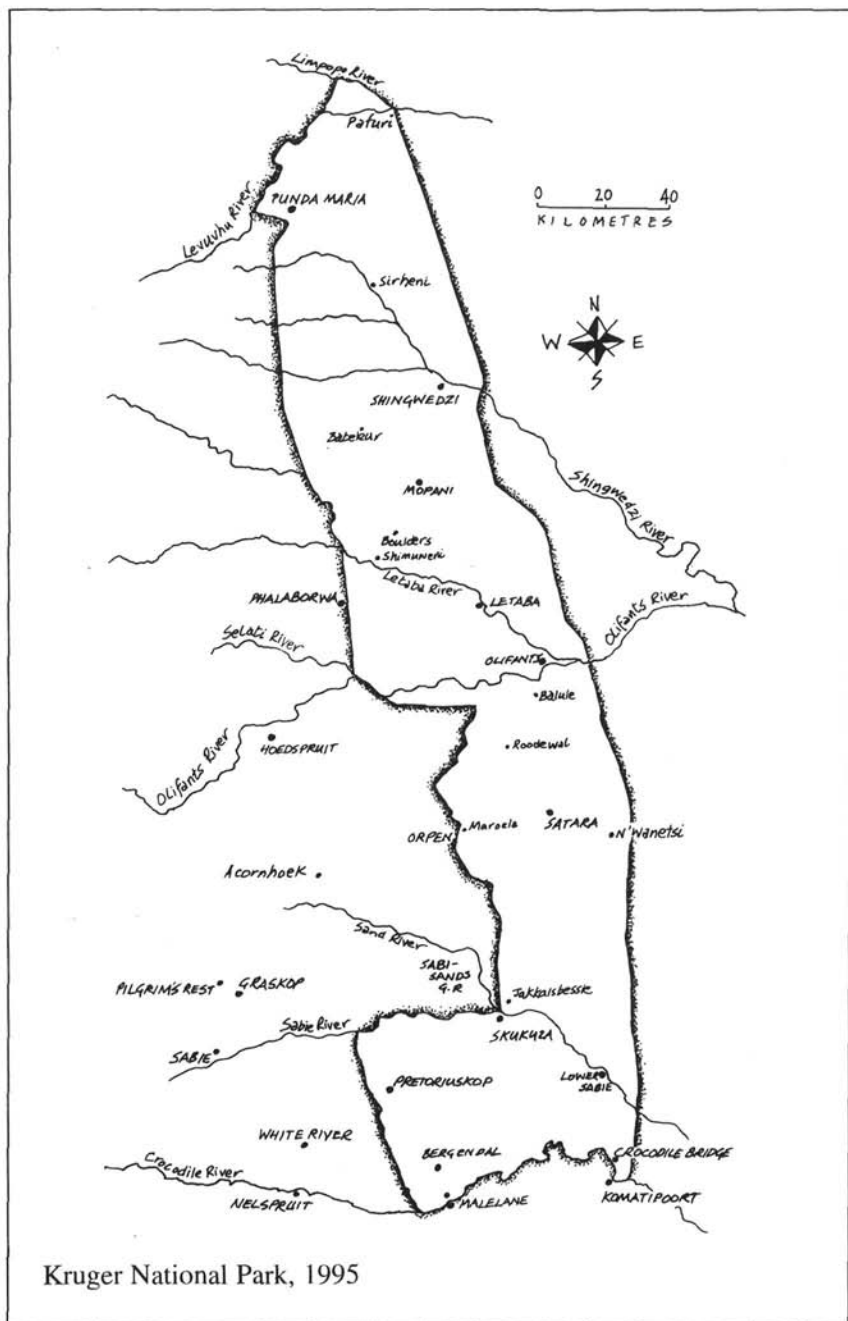 Limpopo River
Pafuri
0 20 40
KILOMETRES
PUNDA MARIA
Levuvhu River
Sirheni
N
W E
S
SHINGWEDZI
Batekur
MOPANI
Shingwedzi River
Boulders
Shimuneni
Letaba River
PHALABORWA
LETABA
Olifants River
Selati River
OLIFANTS
Balule
Roodewal
HOEDSPRUIT
Olifants River
Maroela
SATARA
ORPEN
N'Wanetsi
Acornhoek
Sand River
SABI-
SANDS
G.R
Jakkalsbessie
PILGRIM'S REST
GRASKOP
Sabie River
SKUKUZA
SABIE
LOWER
SABIE
PRETORIUSKOP
WHITE RIVER
BERGENDAL
CROCODILE BRIDGE
Crocodile River
NELSPRUIT
MALELANE
KOMATIPOORT
Kruger National Park, 1995